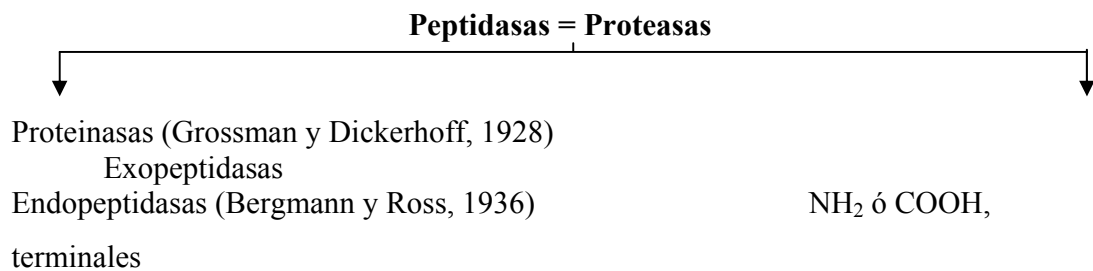 Peptidasas = Proteasas
Proteinasas (Grossman y Dickerhoff, 1928)
Exopeptidasas
Endopeptidasas (Bergmann y Ross, 1936) NH₂ ó COOH,
terminales